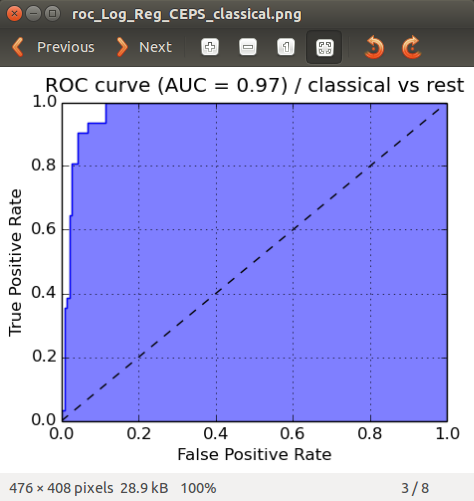 roc_Log_Reg_CEPS_classical.png
Previous Next
ROC curve (AUC = 0.97) / classical vs rest
1.0
0.8
0.6
0.4
0.2
0.0
True Positive Rate
0.0 0.2 0.4 0.6 0.8 1.0
False Positive Rate
476 × 408 pixels 28.9 kB 100% 3 / 8